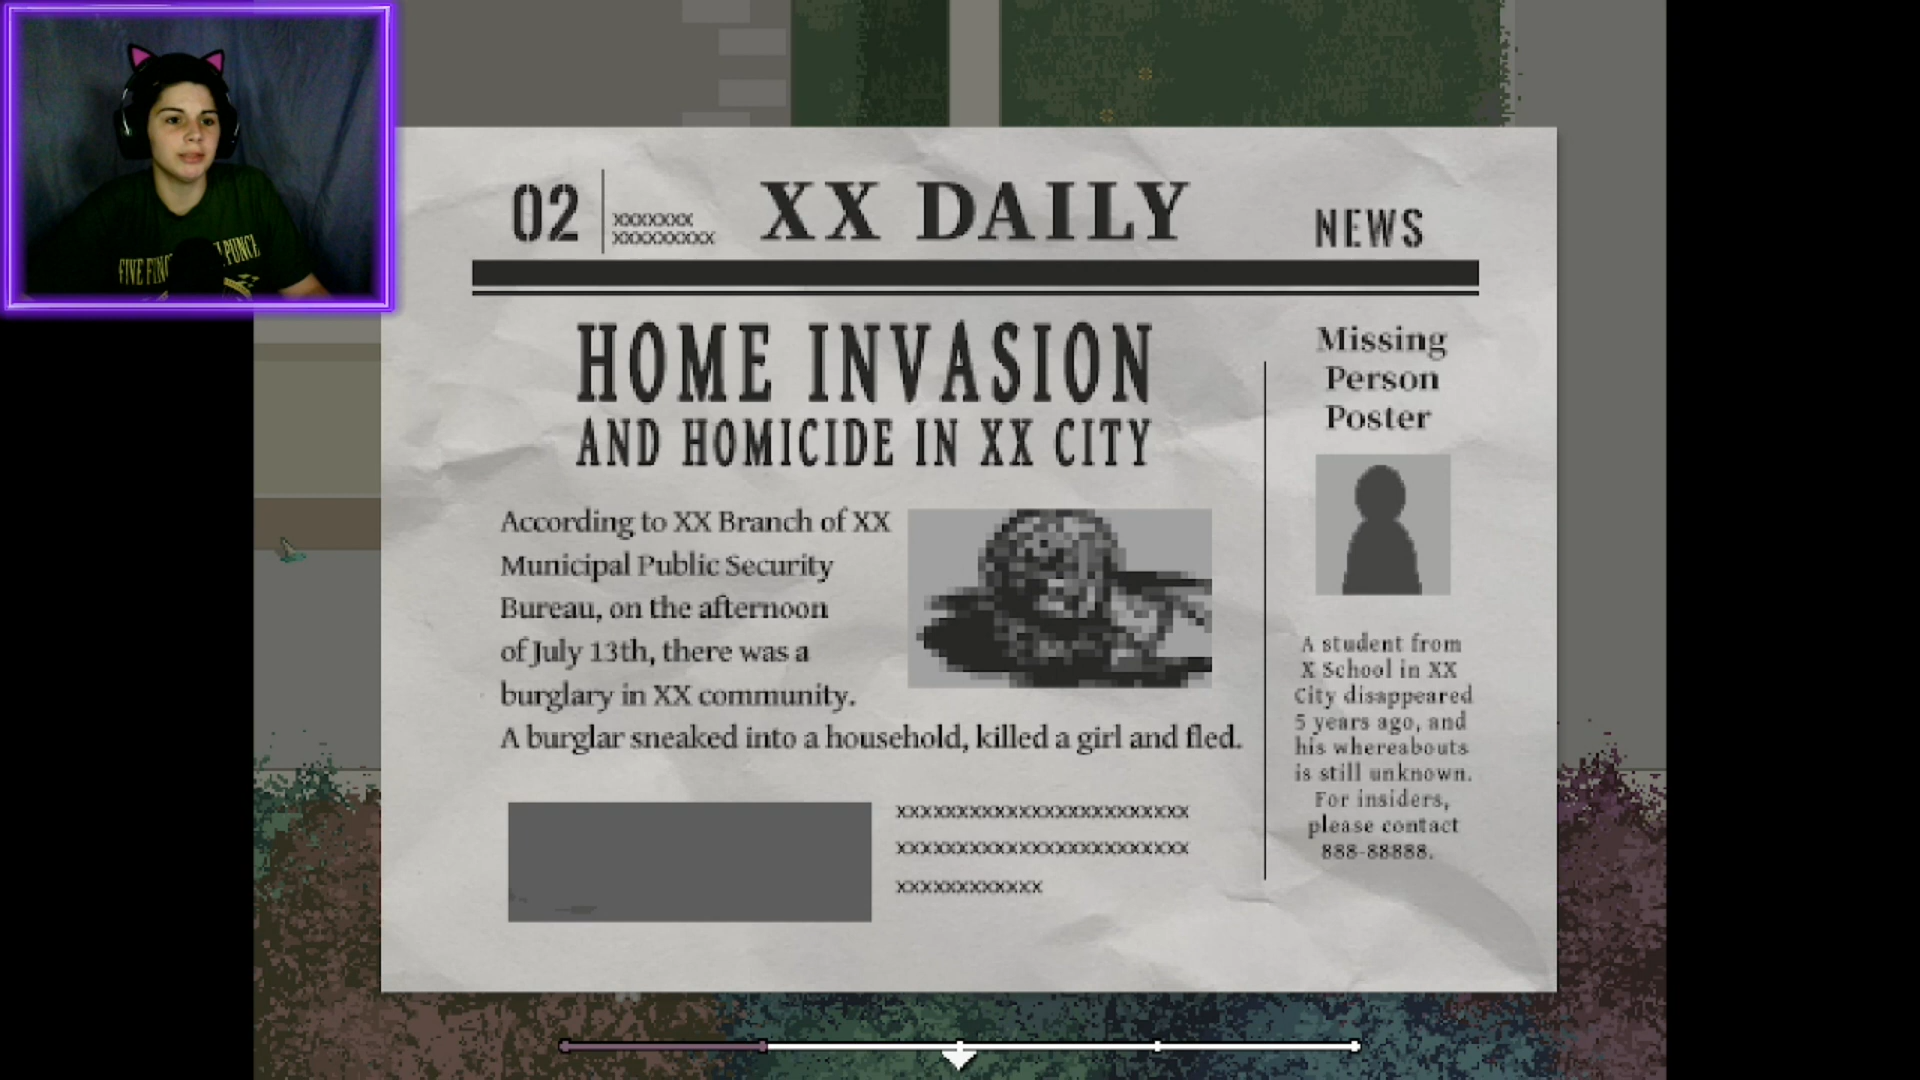 FIVE FING PUNCH
02
XXXXXXX
XXXXXXXXX
XX DAILY
NEWS
HOME INVASION
AND HOMICIDE IN XX CITY
According to XX Branch of XX
Municipal Public Security
Bureau, on the afternoon
of July 13th, there was a
burglary in XX community.
A burglar sneaked into a household, killed a girl and fled.
XXXXXXXXXXXXXXXXXXXXXXXX
XXXXXXXXXXXXXXXXXXXXXXXX
XXXXXXXXXXXX
Missing
Person
Poster
A student from
X School in XX
City disappeared
5 years ago, and
his whereabouts
is still unknown.
For insiders,
please contact
888-88888.